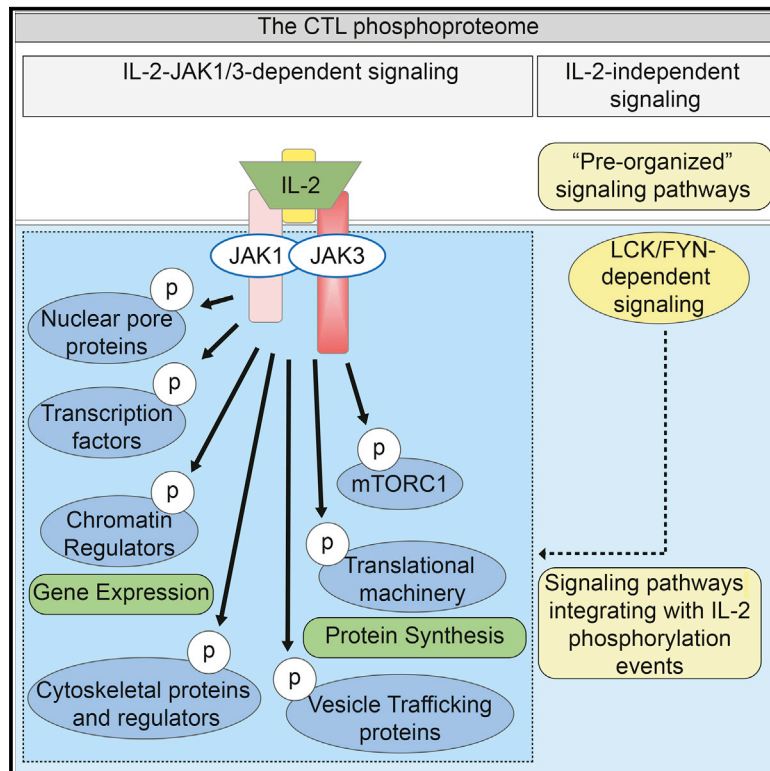 The CTL phosphoproteome
IL-2-JAK1/3-dependent signaling
IL-2-independent
signaling
"Pre-organized"
signaling pathways
IL-2
JAK1
JAK3
LCK/FYN-
dependent
signaling
p
Nuclear pore
proteins
p
Transcription
factors
p
Chromatin
Regulators
Gene Expression
p
Cytoskeletal proteins
and regulators
p
mTORC1
p
Translational
machinery
Protein Synthesis
p
Vesicle Trafficking
proteins
Signaling pathways
integrating with IL-2
phosphorylation
events